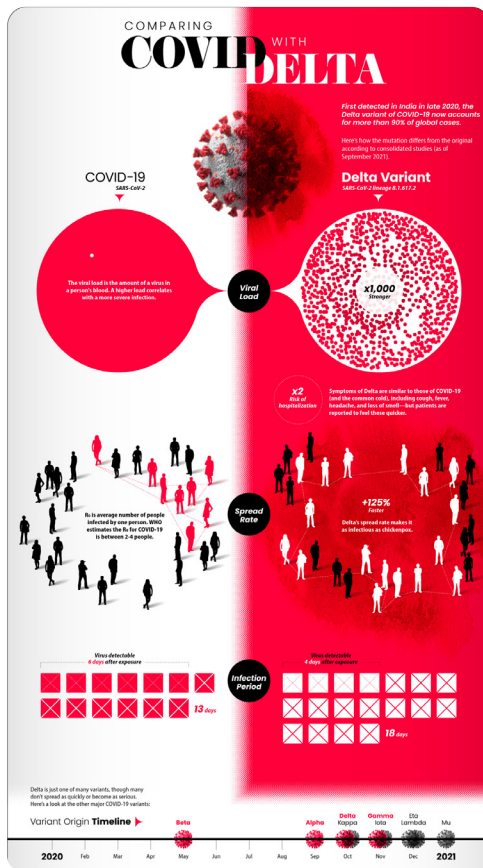 COMPARING
COVID WITH
DELTA
First detected in India in late 2020, the
Delta variant of COVID-19 now accounts
for more than 90% of global cases.
Here's how the mutation differs from the original
according to consolidated studies (as of
September 2021).
COVID-19
SARS-CoV-2
Delta Variant
SARS-CoV-2 lineage B.1.617.2
The viral load is the amount of a virus in
a person's blood. A higher load correlates
with a more severe infection.
Viral
Load
x1,000
Stronger
x2
Risk of
hospitalization
Symptoms of Delta are similar to those of COVID-19
(and the common cold), including cough, fever,
headache, and loss of smell—but patients are
reported to feel these quicker.
R₀ is average number of people
infected by one person. WHO
estimates the R₀ for COVID-19
is between 2-4 people.
Spread
Rate
+125%
Faster
Delta's spread rate makes it
as infectious as chickenpox.
Virus detectable
6 days after exposure
13 days
Infection
Period
Virus detectable
4 days after exposure
18 days
Delta is just one of many variants, though many
don't spread as quickly or become as serious.
Here's a look at the other major COVID-19 variants:
Variant Origin Timeline
Beta
Alpha
Delta
Kappa
Gamma
Iota
Eta
Lambda
Mu
2020 Feb Mar Apr May Jun Jul Aug Sep Oct Nov Dec 2021